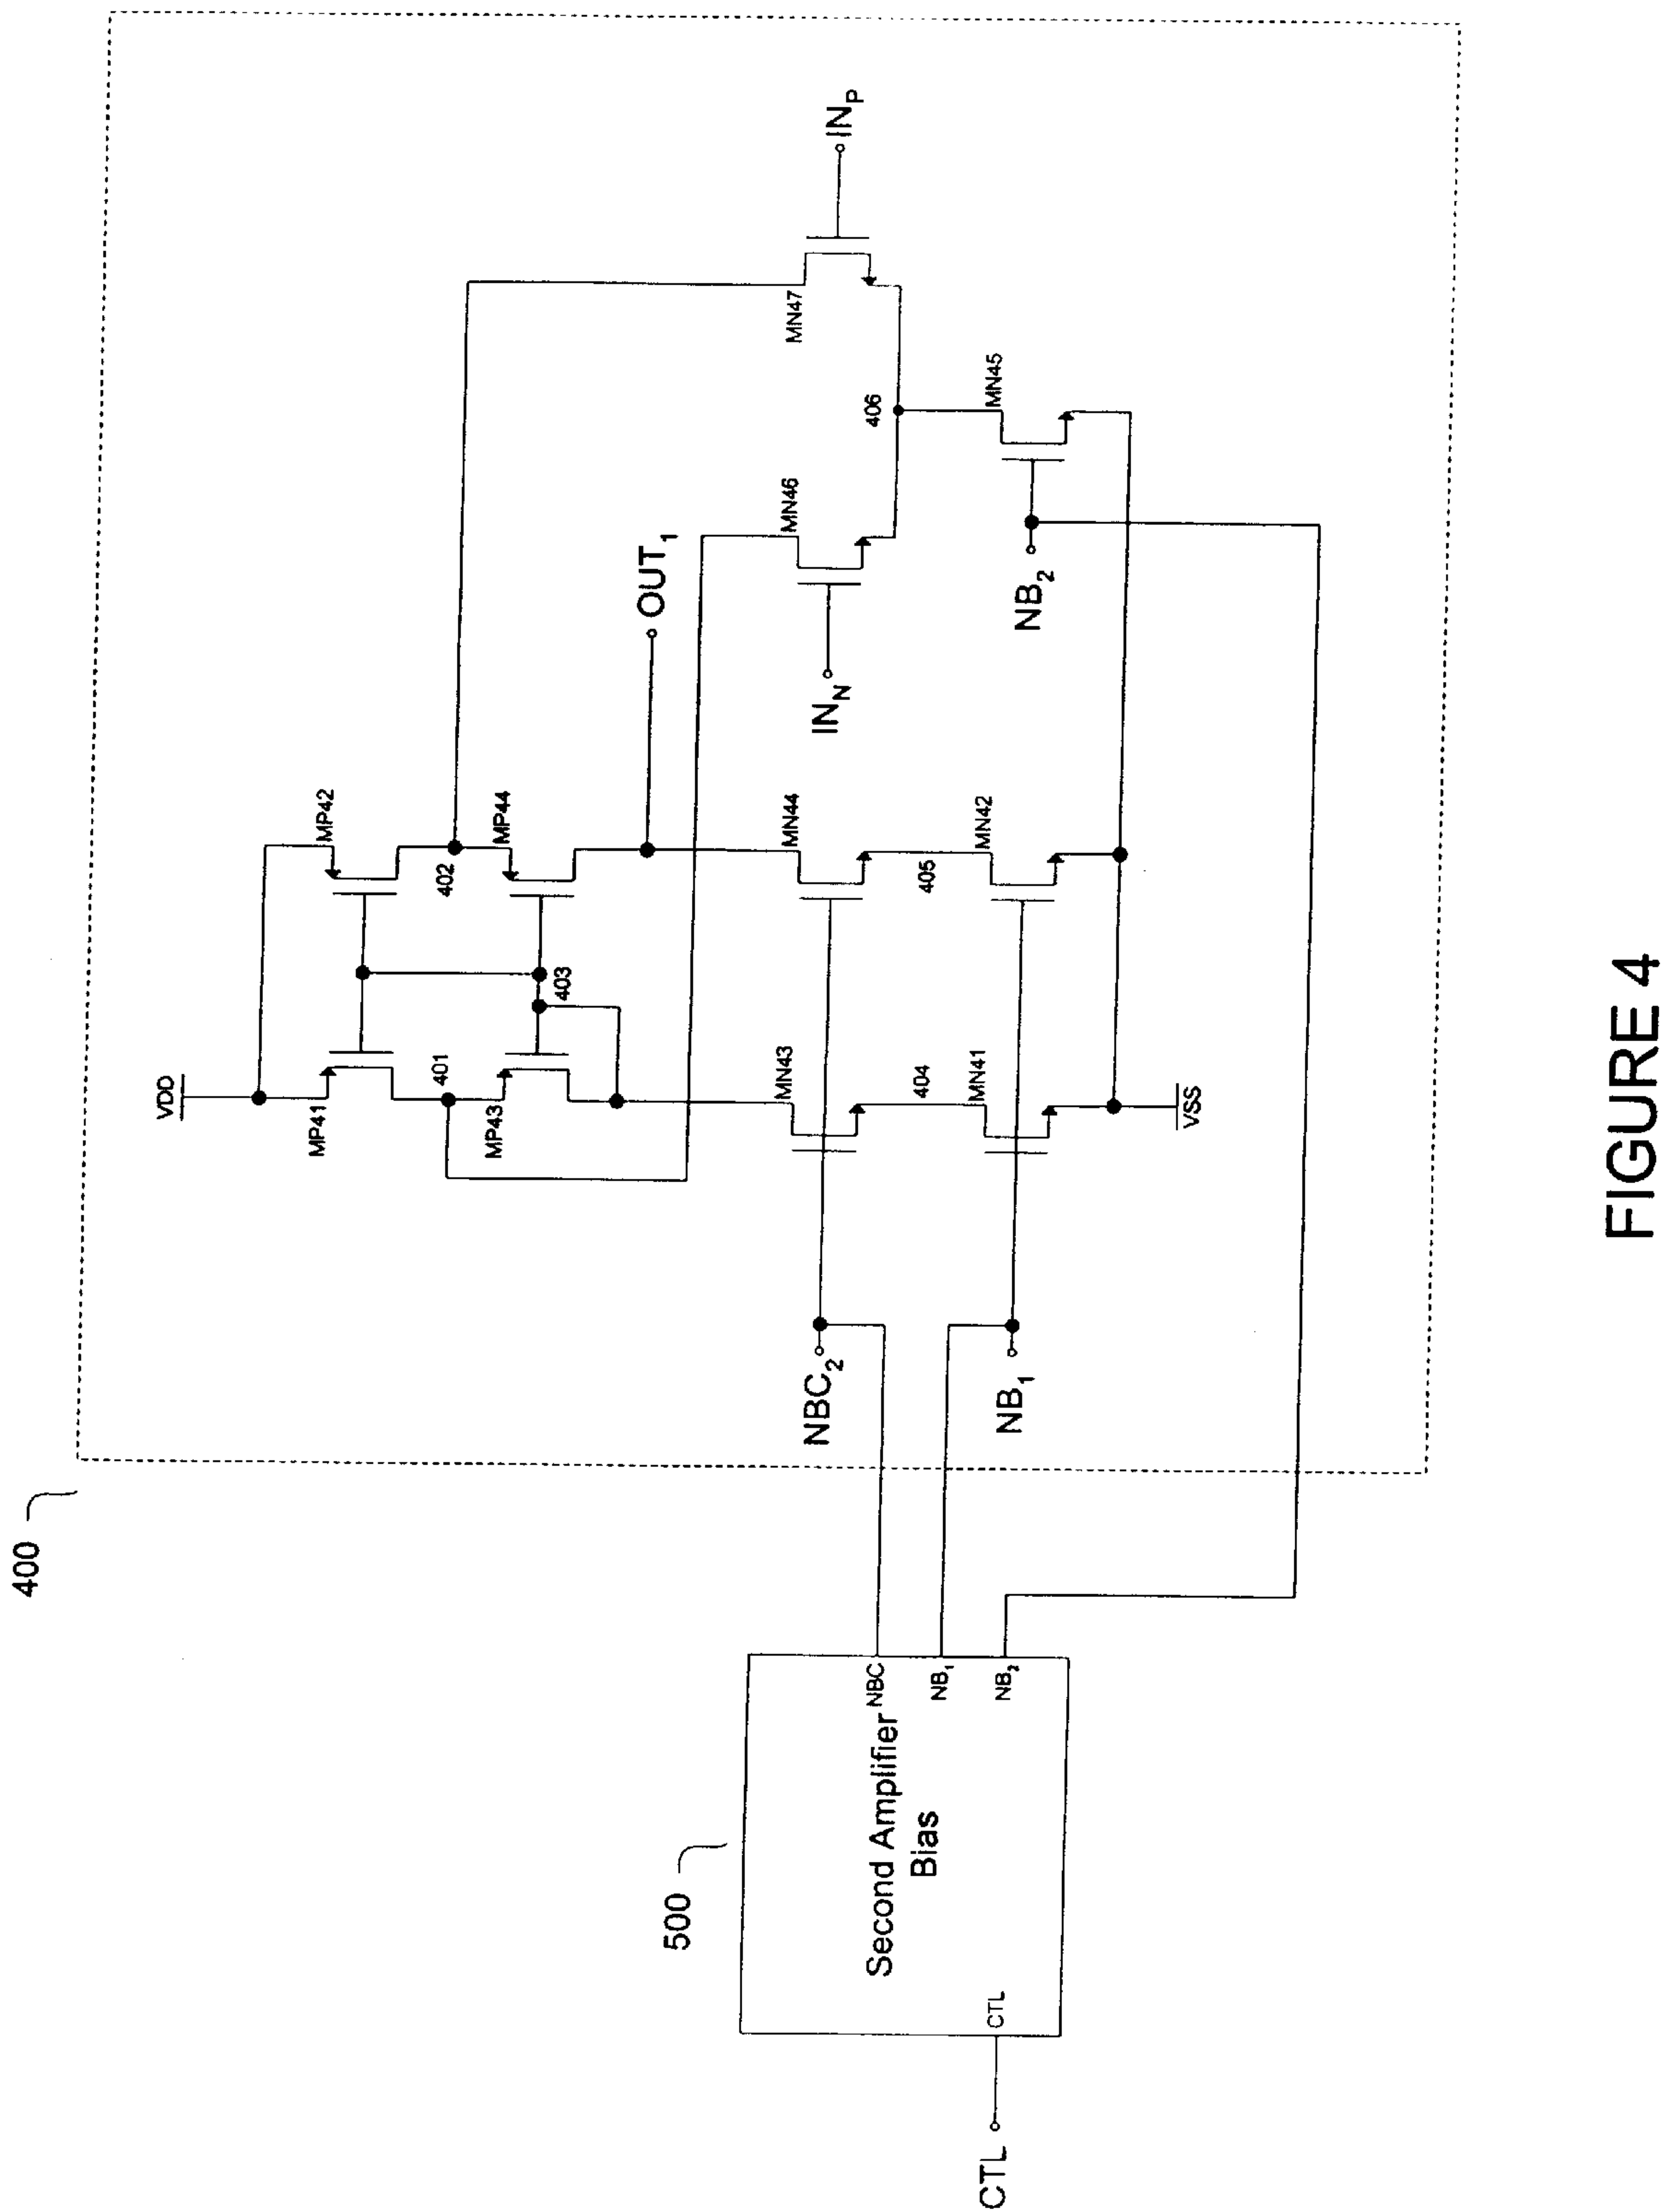 400
VDD
MP41
MP42
401
402
MP43
MP44
403
OUT₁
MN43
MN44
MN46
MN47
INₙ
INₚ
NBC₂
404
405
406
MN41
MN42
MN45
NB₁
NB₂
VSS
500
Second Amplifier
Bias
NBC
NB₁
NB₂
CTL
CTL
FIGURE 4